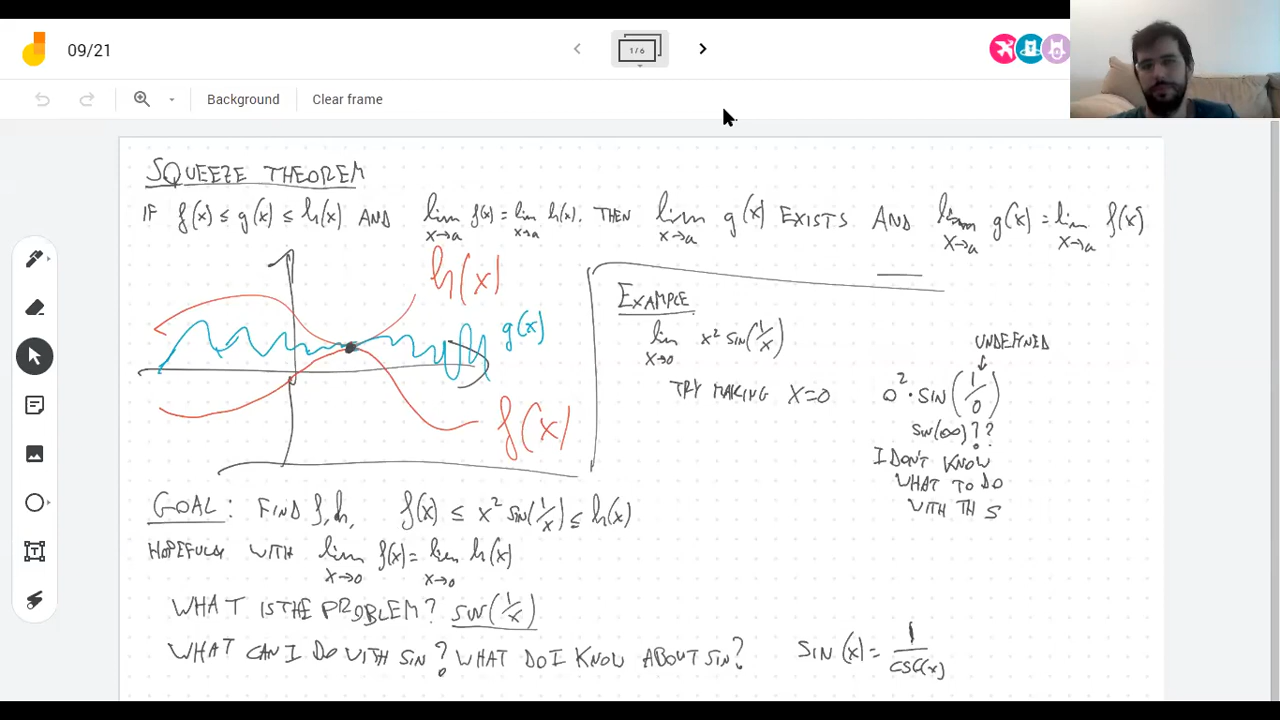 09/21
1/6
Background
Clear frame
SQUEEZE THEOREM
IF f(x) ≤ g(x) ≤ h(x) AND lim x→a f(x) = lim x→a h(x). THEN lim x→a g(x) EXISTS AND lim x→a g(x) = lim x→a f(x)
h(x)
g(x)
f(x)
EXAMPLE
lim x→0 x² sin(1/x)
TRY MAKING X=0
UNDEFINED
0² · SIN(1/0)
SIN(∞)??
I DON'T KNOW
WHAT TO DO
WITH TH S
GOAL: FIND f, h, f(x) ≤ x² sin(1/x) ≤ h(x)
HOPEFULLY WITH lim x→0 f(x) = lim x→0 h(x)
WHAT IS THE PROBLEM? SIN(1/x)
WHAT CAN I DO WITH SIN? WHAT DO I KNOW ABOUT SIN? SIN(x) = 1/CSC(x)